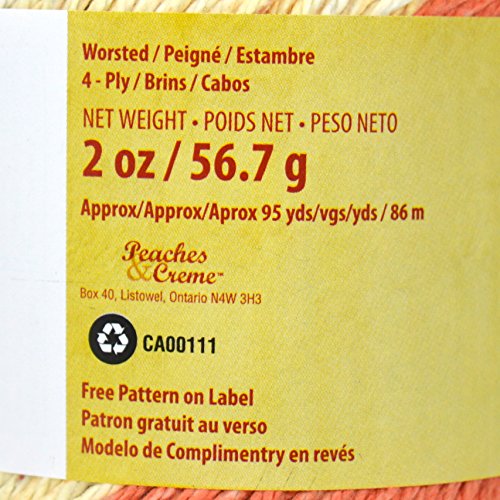 Worsted / Peigné / Estambre
4 - Ply / Brins / Cabos
NET WEIGHT • POIDS NET • PESO NETO
2 oz / 56.7 g
Approx/Approx/Aprox 95 yds/vgs/yds / 86 m
Peaches
& Creme™
Box 40, Listowel, Ontario N4W 3H3
CA00111
Free Pattern on Label
Patron gratuit au verso
Modelo de Complimentry en revés